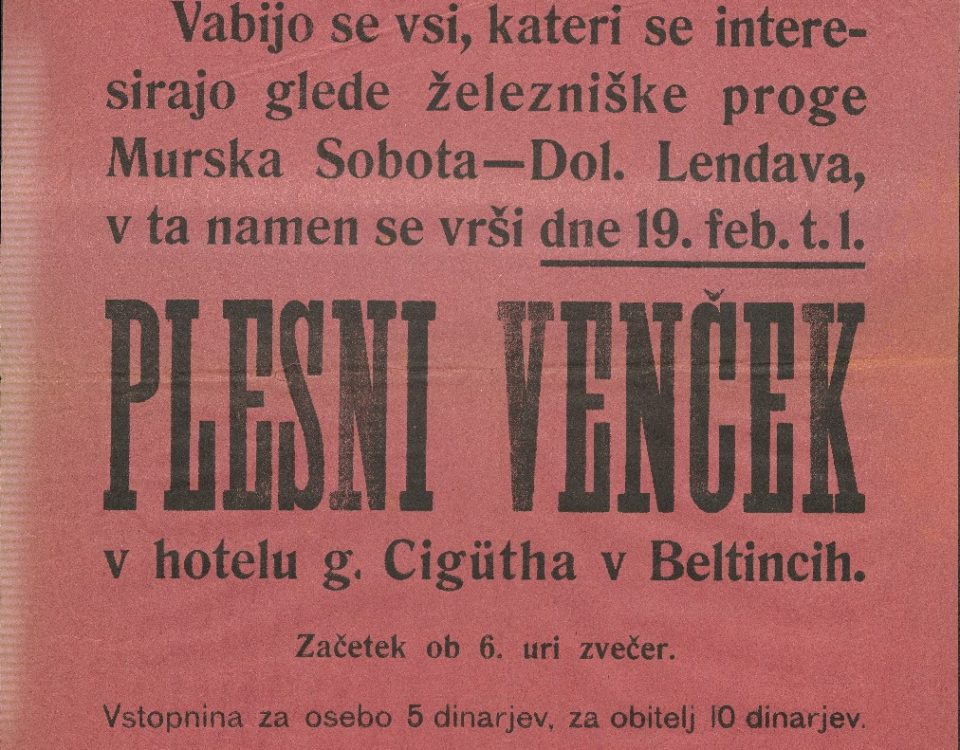 Vabijo se vsi, kateri se intere-
sirajo glede železniške proge
Murska Sobota—Dol. Lendava,
v ta namen se vrši dne 19. feb. t. l.
PLESNI VENČEK
v hotelu g. Cigütha v Beltincih.
Začetek ob 6. uri zvečer.
Vstopnina za osebo 5 dinarjev, za obitelj 10 dinarjev.